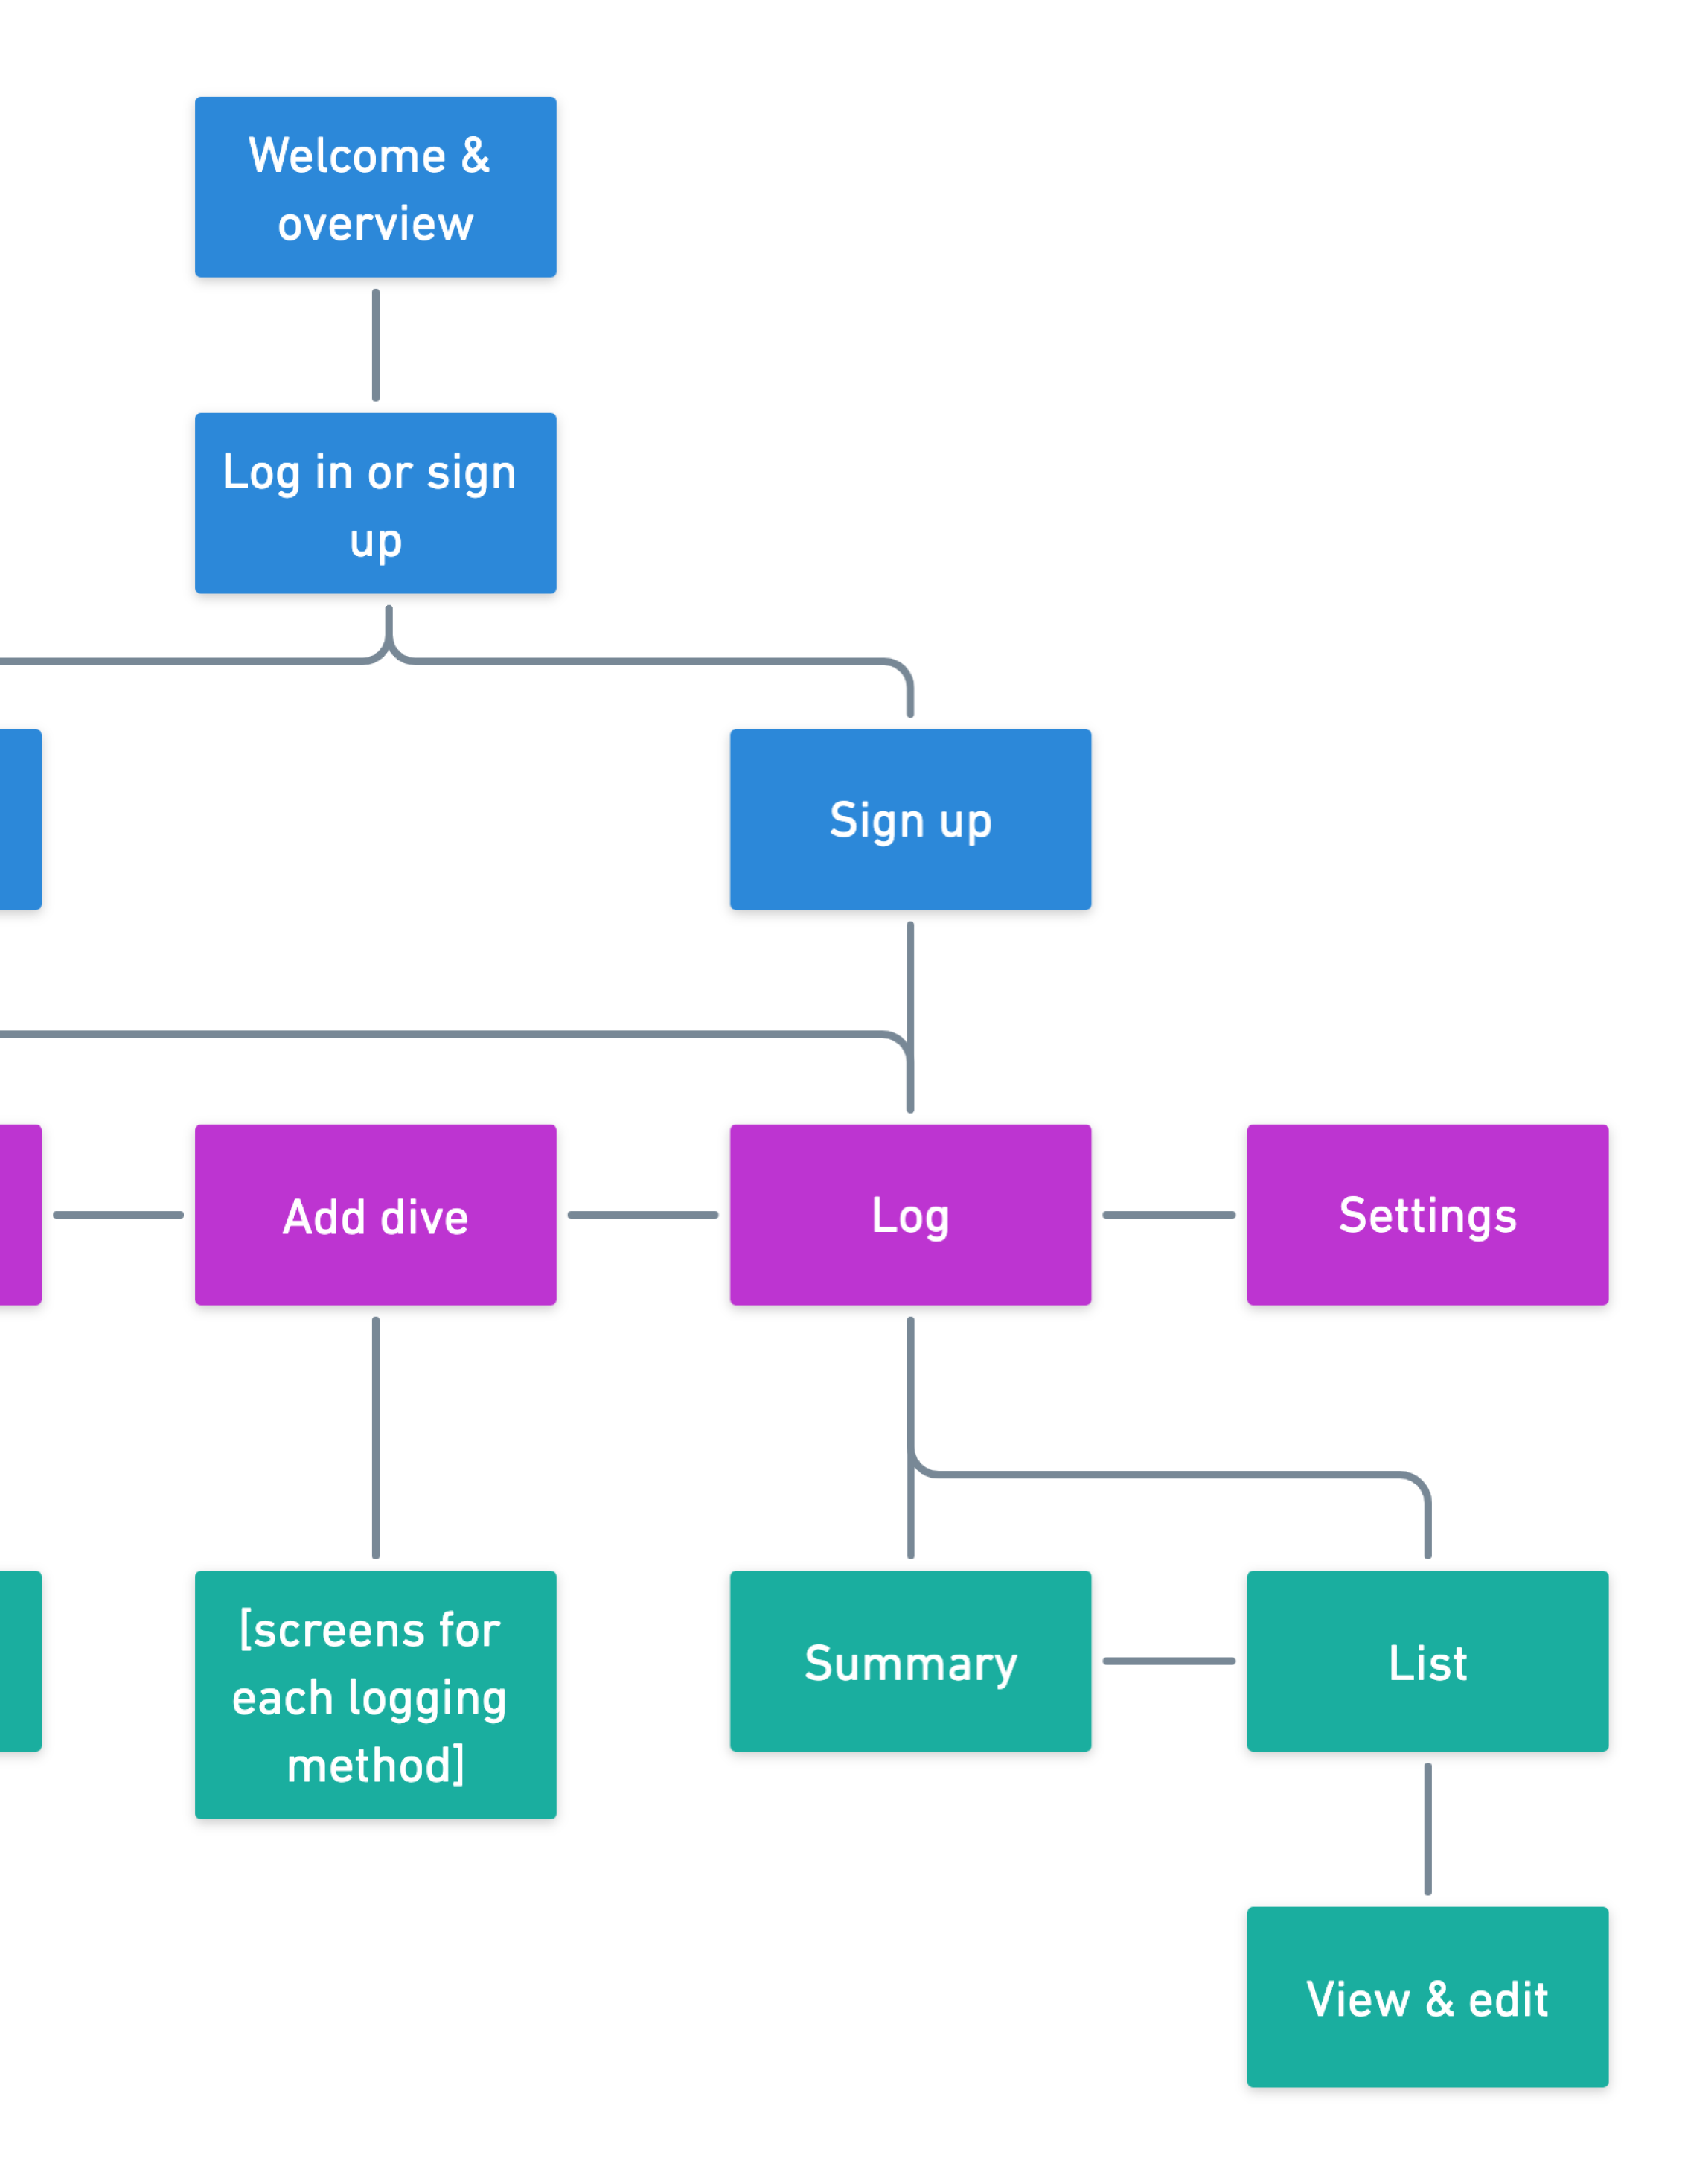 Welcome &
overview
Log in or sign
up
Sign up
Add dive
Log
Settings
[screens for
each logging
method]
Summary
List
View & edit